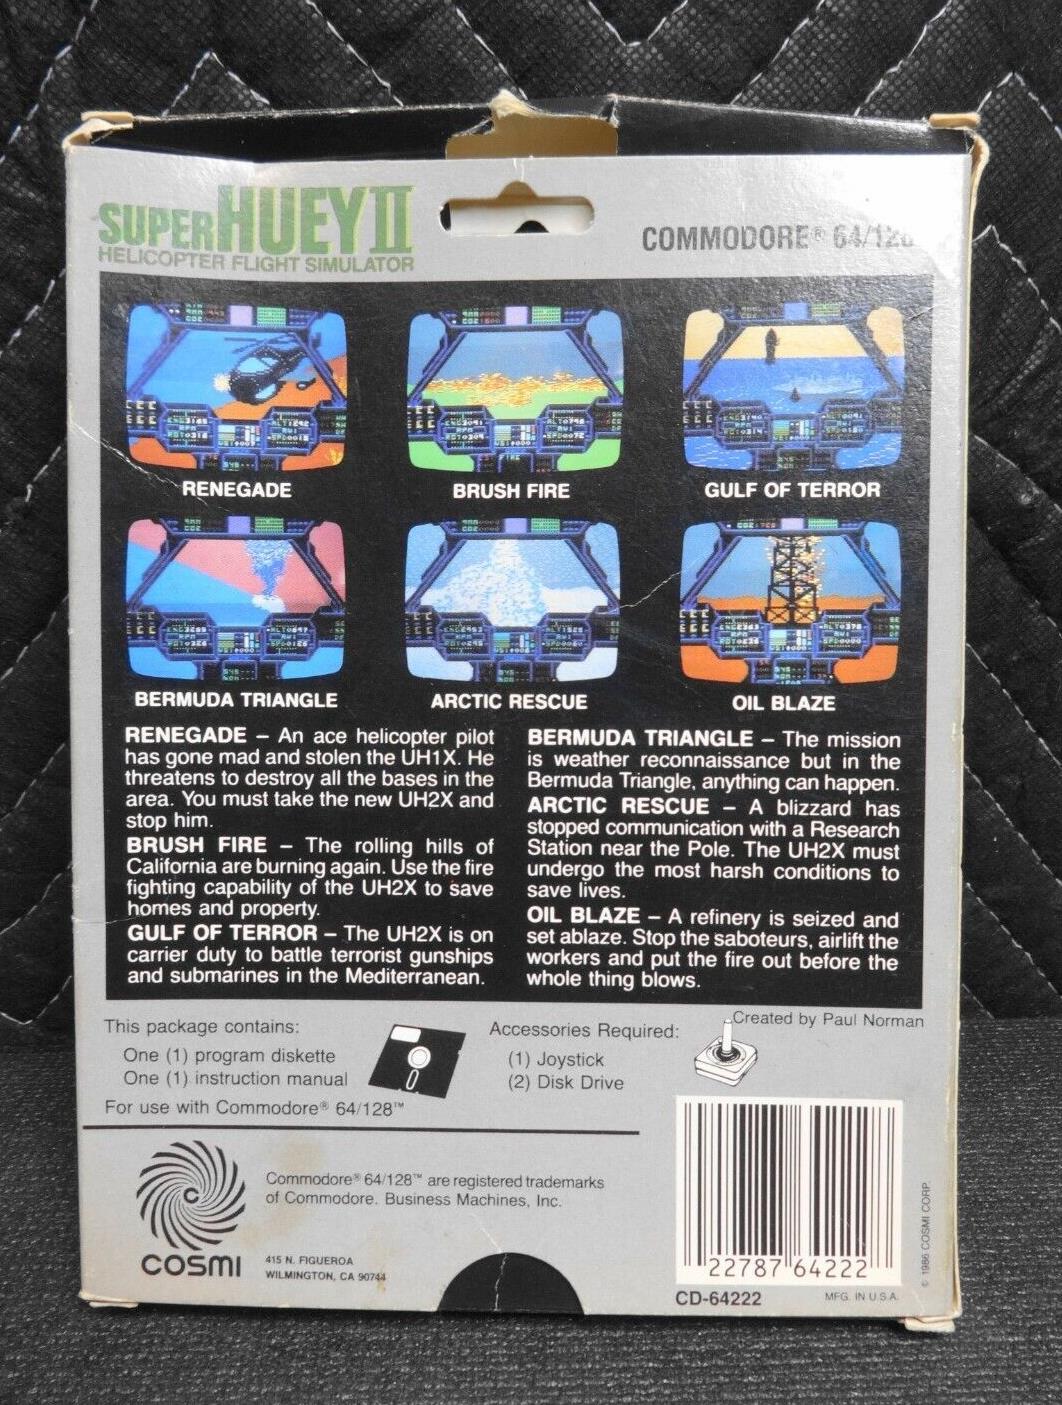 SUPER HUEY II
HELICOPTER FLIGHT SIMULATOR
COMMODORE® 64/128
RENEGADE
BRUSH FIRE
GULF OF TERROR
BERMUDA TRIANGLE
ARCTIC RESCUE
OIL BLAZE
RENEGADE – An ace helicopter pilot
has gone mad and stolen the UH1X. He
threatens to destroy all the bases in the
area. You must take the new UH2X and
stop him.
BRUSH FIRE – The rolling hills of
California are burning again. Use the fire
fighting capability of the UH2X to save
homes and property.
GULF OF TERROR – The UH2X is on
carrier duty to battle terrorist gunships
and submarines in the Mediterranean.
BERMUDA TRIANGLE – The mission
is weather reconnaissance but in the
Bermuda Triangle, anything can happen.
ARCTIC RESCUE – A blizzard has
stopped communication with a Research
Station near the Pole. The UH2X must
undergo the most harsh conditions to
save lives.
OIL BLAZE – A refinery is seized and
set ablaze. Stop the saboteurs, airlift the
workers and put the fire out before the
whole thing blows.
This package contains:
One (1) program diskette
One (1) instruction manual
For use with Commodore® 64/128™
Accessories Required:
(1) Joystick
(2) Disk Drive
Created by Paul Norman
COSMI
Commodore® 64/128™ are registered trademarks
of Commodore. Business Machines, Inc.
415 N. FIGUEROA
WILMINGTON, CA 90744
22787 64222
CD-64222
MFG. IN U.S.A.
© 1986 COSMI CORP.